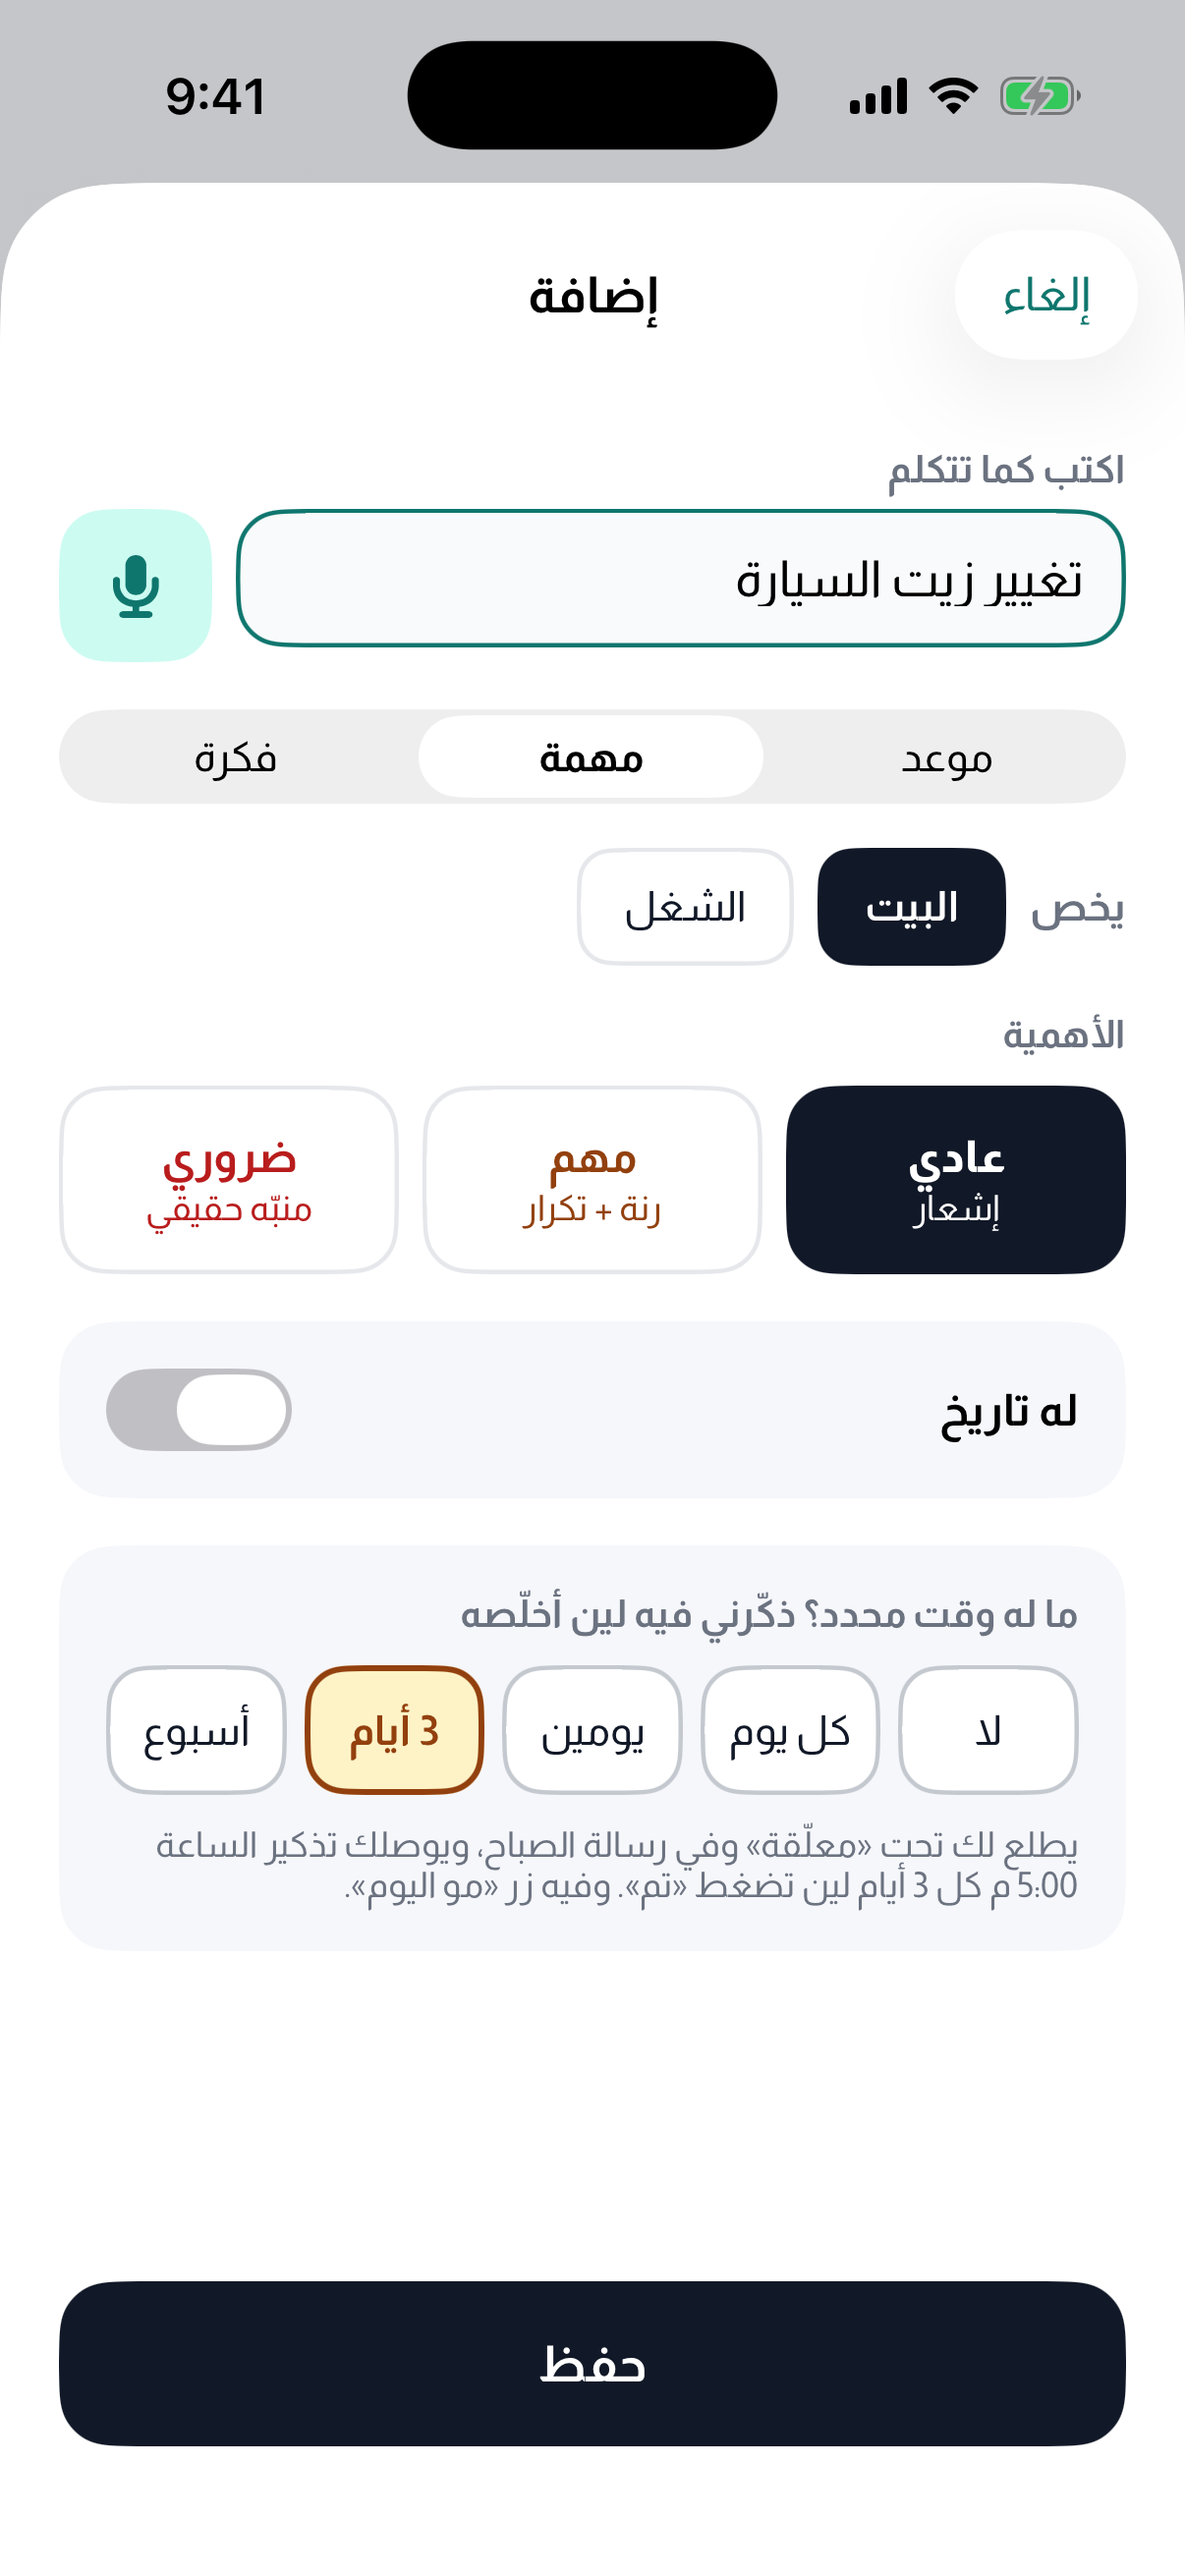 9:41
إلغاء
إضافة
اكتب كما تتكلم
تغيير زيت السيارة
موعد
مهمة
فكرة
يخص
البيت
الشغل
الأهمية
عادي
إشعار
مهم
رنة + تكرار
ضروري
منبّه حقيقي
له تاريخ
ما له وقت محدد؟ ذكّرني فيه لين أخلّصه
لا
كل يوم
يومين
3 أيام
أسبوع
يطلع لك تحت «معلّقة» وفي رسالة الصباح، ويوصلك تذكير الساعة
5:00 م كل 3 أيام لين تضغط «تم». وفيه زر «مو اليوم».
حفظ